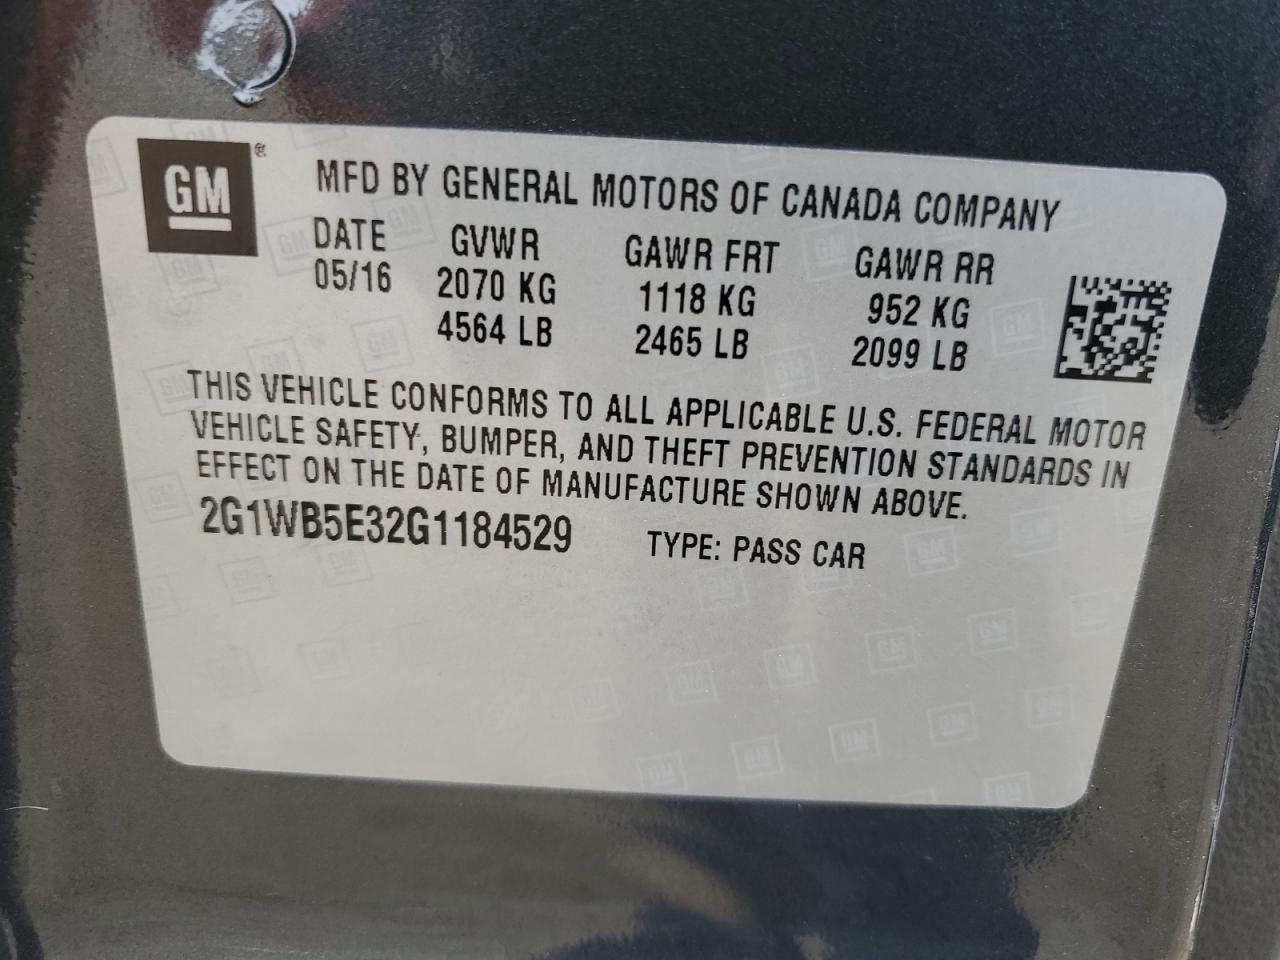 GM®
MFD BY GENERAL MOTORS OF CANADA COMPANY
DATE GVWR GAWR FRT GAWR RR
05/16 2070 KG 1118 KG 952 KG
4564 LB 2465 LB 2099 LB
THIS VEHICLE CONFORMS TO ALL APPLICABLE U.S. FEDERAL MOTOR
VEHICLE SAFETY, BUMPER, AND THEFT PREVENTION STANDARDS IN
EFFECT ON THE DATE OF MANUFACTURE SHOWN ABOVE.
2G1WB5E32G1184529 TYPE: PASS CAR